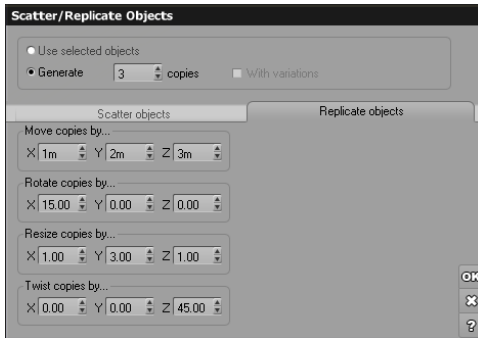 Scatter/Replicate Objects
Use selected objects
Generate 3 copies With variations
Scatter objects Replicate objects
Move copies by...
X 1m Y 2m Z 3m
Rotate copies by...
X 15.00 Y 0.00 Z 0.00
Resize copies by...
X 1.00 Y 3.00 Z 1.00
Twist copies by...
X 0.00 Y 0.00 Z 45.00
OK
?